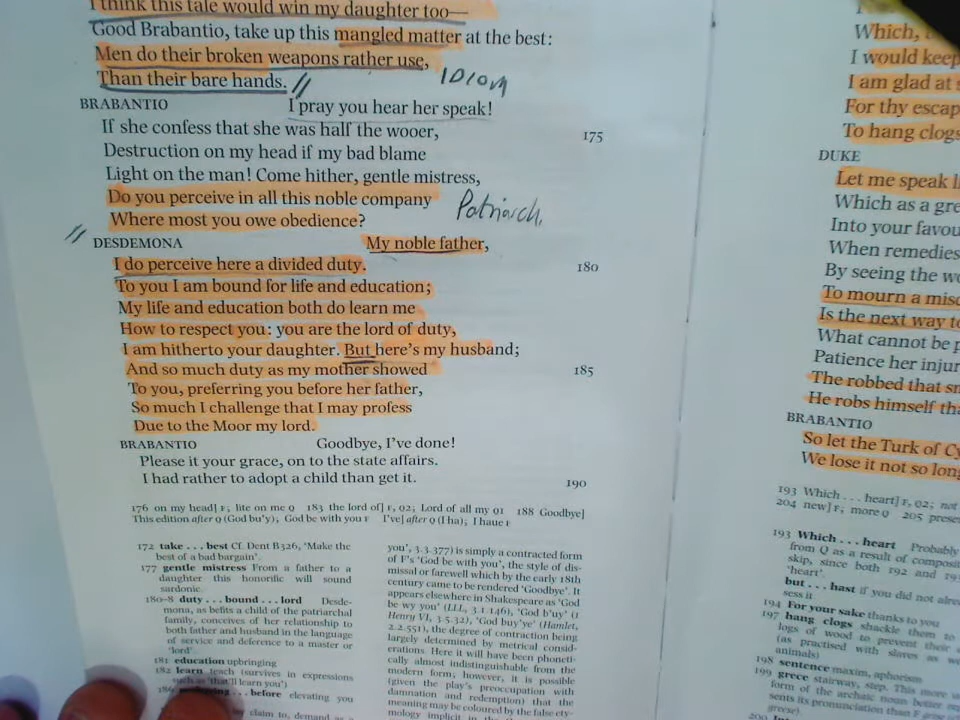 I think this tale would win my daughter too—
Good Brabantio, take up this mangled matter at the best:
Men do their broken weapons rather use,
Than their bare hands.
IDIOM
BRABANTIO I pray you hear her speak!
If she confess that she was half the wooer, 175
Destruction on my head if my bad blame
Light on the man! Come hither, gentle mistress,
Do you perceive in all this noble company
Where most you owe obedience?
Patriarch.
DESDEMONA My noble father,
I do perceive here a divided duty. 180
To you I am bound for life and education;
My life and education both do learn me
How to respect you: you are the lord of duty,
I am hitherto your daughter. But here's my husband;
And so much duty as my mother showed 185
To you, preferring you before her father,
So much I challenge that I may profess
Due to the Moor my lord.
BRABANTIO Goodbye, I've done!
Please it your grace, on to the state affairs.
I had rather to adopt a child than get it. 190
176 on my head] F; lite on me Q 183 the lord of] F, Q2; Lord of all my Q1 188 Goodbye]
This edition after Q (God bu'y), God be with you F I've] after Q (I ha); I haue F
172 take . . . best Cf. Dent B326, 'Make the
best of a bad bargain'.
177 gentle mistress From a father to a
daughter this honorific will sound
sardonic.
180–8 duty . . . bound . . . lord Desde-
mona, as befits a child of the patriarchal
family, conceives of her relationship to
both father and husband in the language
of service and deference to a master or
'lord'.
181 education upbringing
182 learn teach (survives in expressions
such as 'that'll learn you')
before elevating you
claim to, demand as a
you', 3.3.377) is simply a contracted form
of F's 'God be with you', the style of dis-
missal or farewell which by the early 18th
century came to be rendered 'Goodbye'. It
appears elsewhere in Shakespeare as 'God
be wy you' (LLL, 3.1.146), 'God b'uy' (1
Henry VI, 3.5.32), 'God buy'ye' (Hamlet,
2.2.551), the degree of contraction being
largely determined by metrical consid-
erations. Here it will have been phoneti-
cally almost indistinguishable from the
modern form; however, it is possible
(given the play's preoccupation with
damnation and redemption) that the
meaning may be coloured by the false ety-
mology implicit in the
Which,
I would keep
I am glad at
For thy escap
To hang clogs
DUKE
Let me speak li
Which as a gre
Into your favou
When remedies
By seeing the wo
To mourn a misc
Is the next way to
What cannot be p
Patience her injur
The robbed that sm
He robs himself tha
BRABANTIO
So let the Turk of Cy
We lose it not so long
193 Which . . . heart] F, Q2; not
204 new] F; more Q 205 prese
193 Which . . . heart Probably
from Q as a result of composit
skip, since both 192 and 193
'heart'.
but . . . hast if you did not alre
sess it
194 For your sake thanks to you
197 hang clogs shackle them
logs of wood to prevent their
(as practised with slaves as we
animals)
198 sentence maxim, aphorism
199 grece stairway, step. This more
form of the archaic noun better
sents its pronunciation than F
grese).